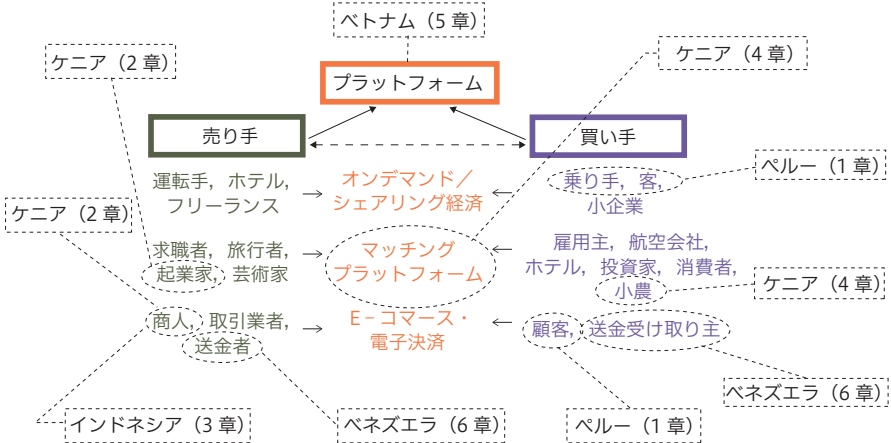 ベトナム（5 章）
ケニア（2 章）
ケニア（4 章）
プラットフォーム
売り手
買い手
ペルー（1 章）
運転手，ホテル，
フリーランス
オンデマンド／
シェアリング経済
乗り手，客，
小企業
ケニア（2 章）
求職者，旅行者，
起業家，芸術家
マッチング
プラットフォーム
雇用主，航空会社，
ホテル，投資家，消費者，
小農
ケニア（4 章）
商人，取引業者，
送金者
E－コマース・
電子決済
顧客，送金受け取り主
ベネズエラ（6 章）
インドネシア（3 章）
ベネズエラ（6 章）
ペルー（1 章）